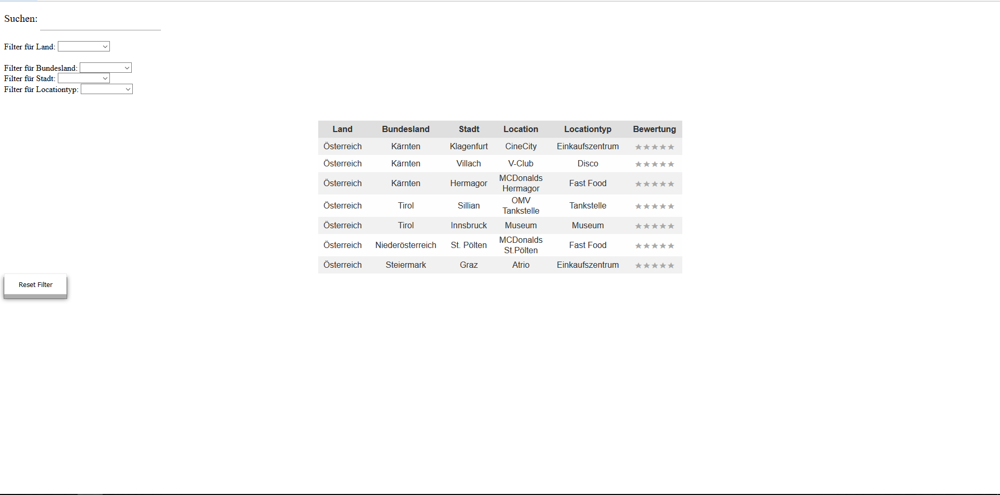 Suchen:
Filter für Land:
Filter für Bundesland:
Filter für Stadt:
Filter für Locationtyp:
Land Bundesland Stadt Location Locationtyp Bewertung
Österreich Kärnten Klagenfurt CineCity Einkaufszentrum ★★★★★
Österreich Kärnten Villach V-Club Disco ★★★★★
Österreich Kärnten Hermagor MCDonalds Hermagor Fast Food ★★★★★
Österreich Tirol Sillian OMV Tankstelle Tankstelle ★★★★★
Österreich Tirol Innsbruck Museum Museum ★★★★★
Österreich Niederösterreich St. Pölten MCDonalds St.Pölten Fast Food ★★★★★
Österreich Steiermark Graz Atrio Einkaufszentrum ★★★★★
Reset Filter